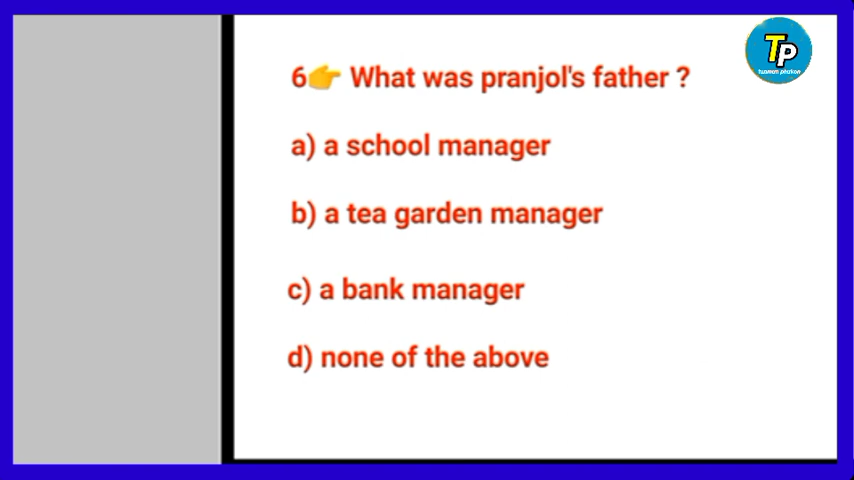 TP
6👉 What was pranjol's father ?
a) a school manager
b) a tea garden manager
c) a bank manager
d) none of the above